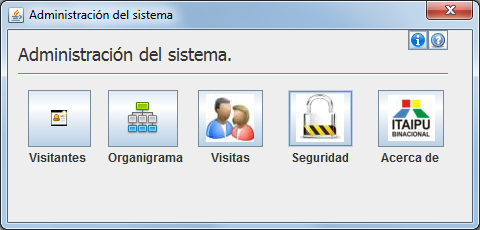 Administración del sistema
Administración del sistema.
ITAIPU
BINACIONAL
Visitantes
Organigrama
Visitas
Seguridad
Acerca de